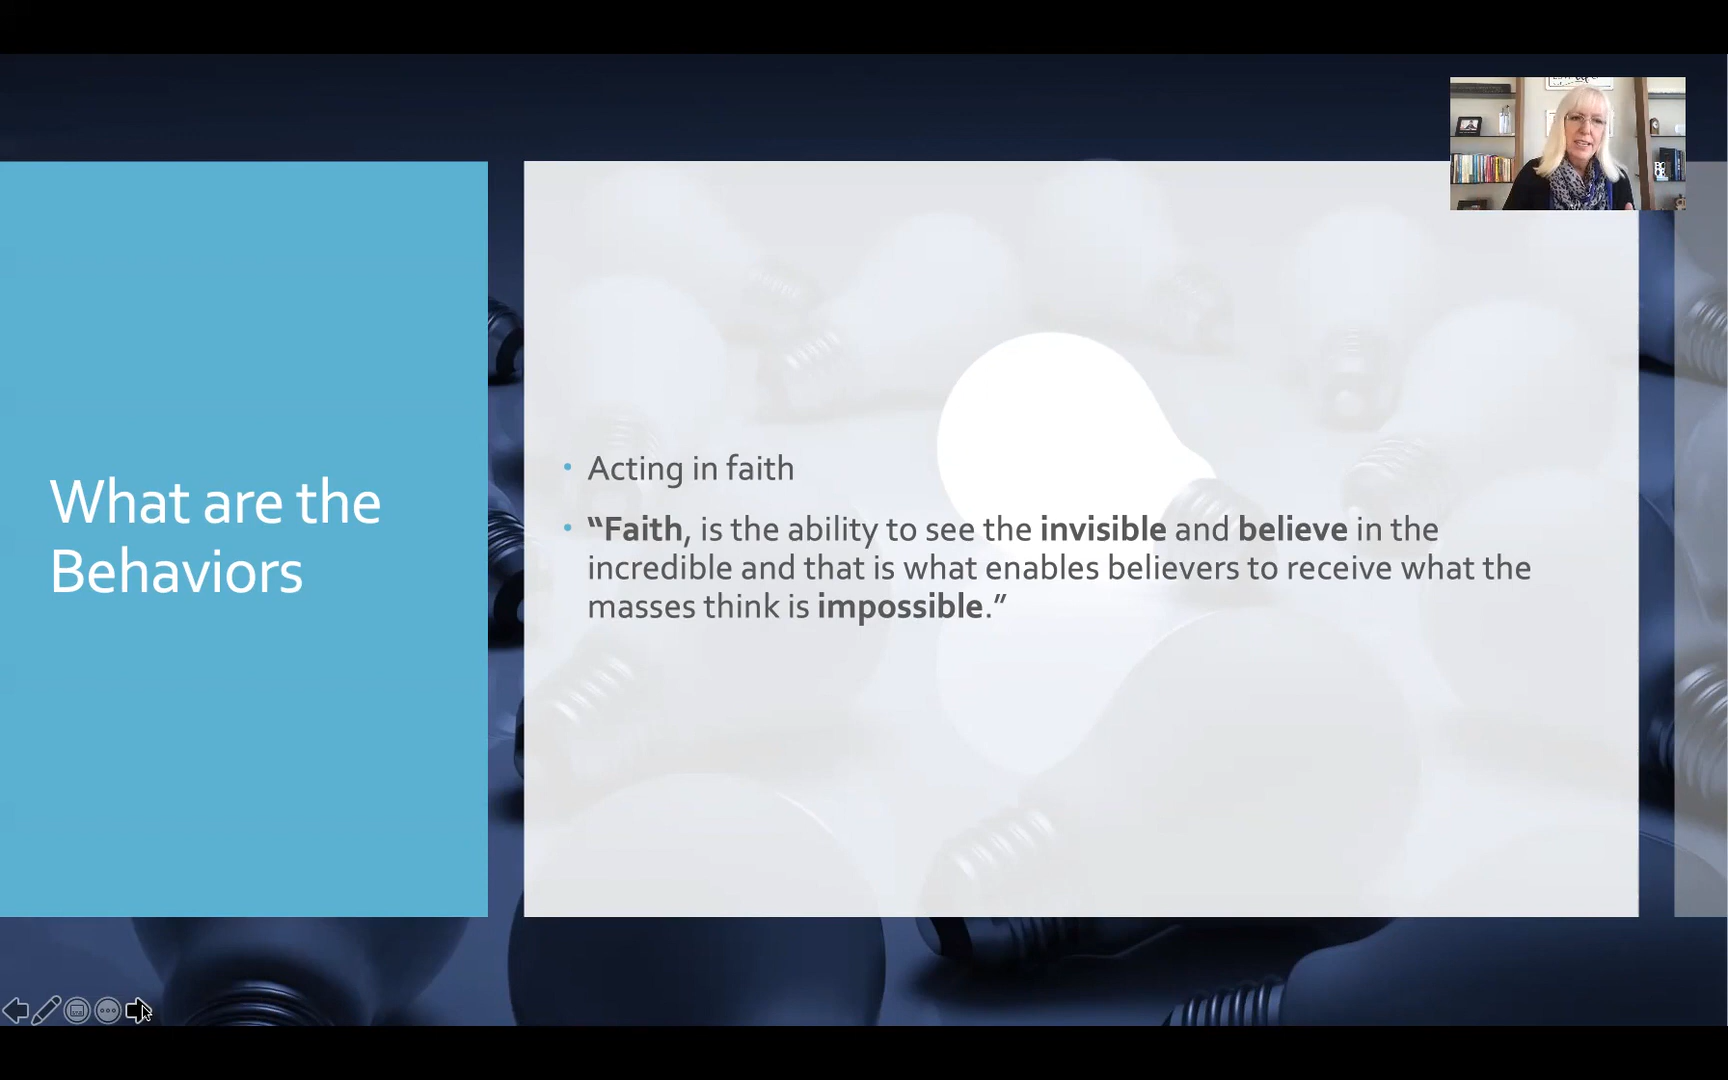 What are the
Behaviors
• Acting in faith
• “Faith, is the ability to see the invisible and believe in the
incredible and that is what enables believers to receive what the
masses think is impossible.”